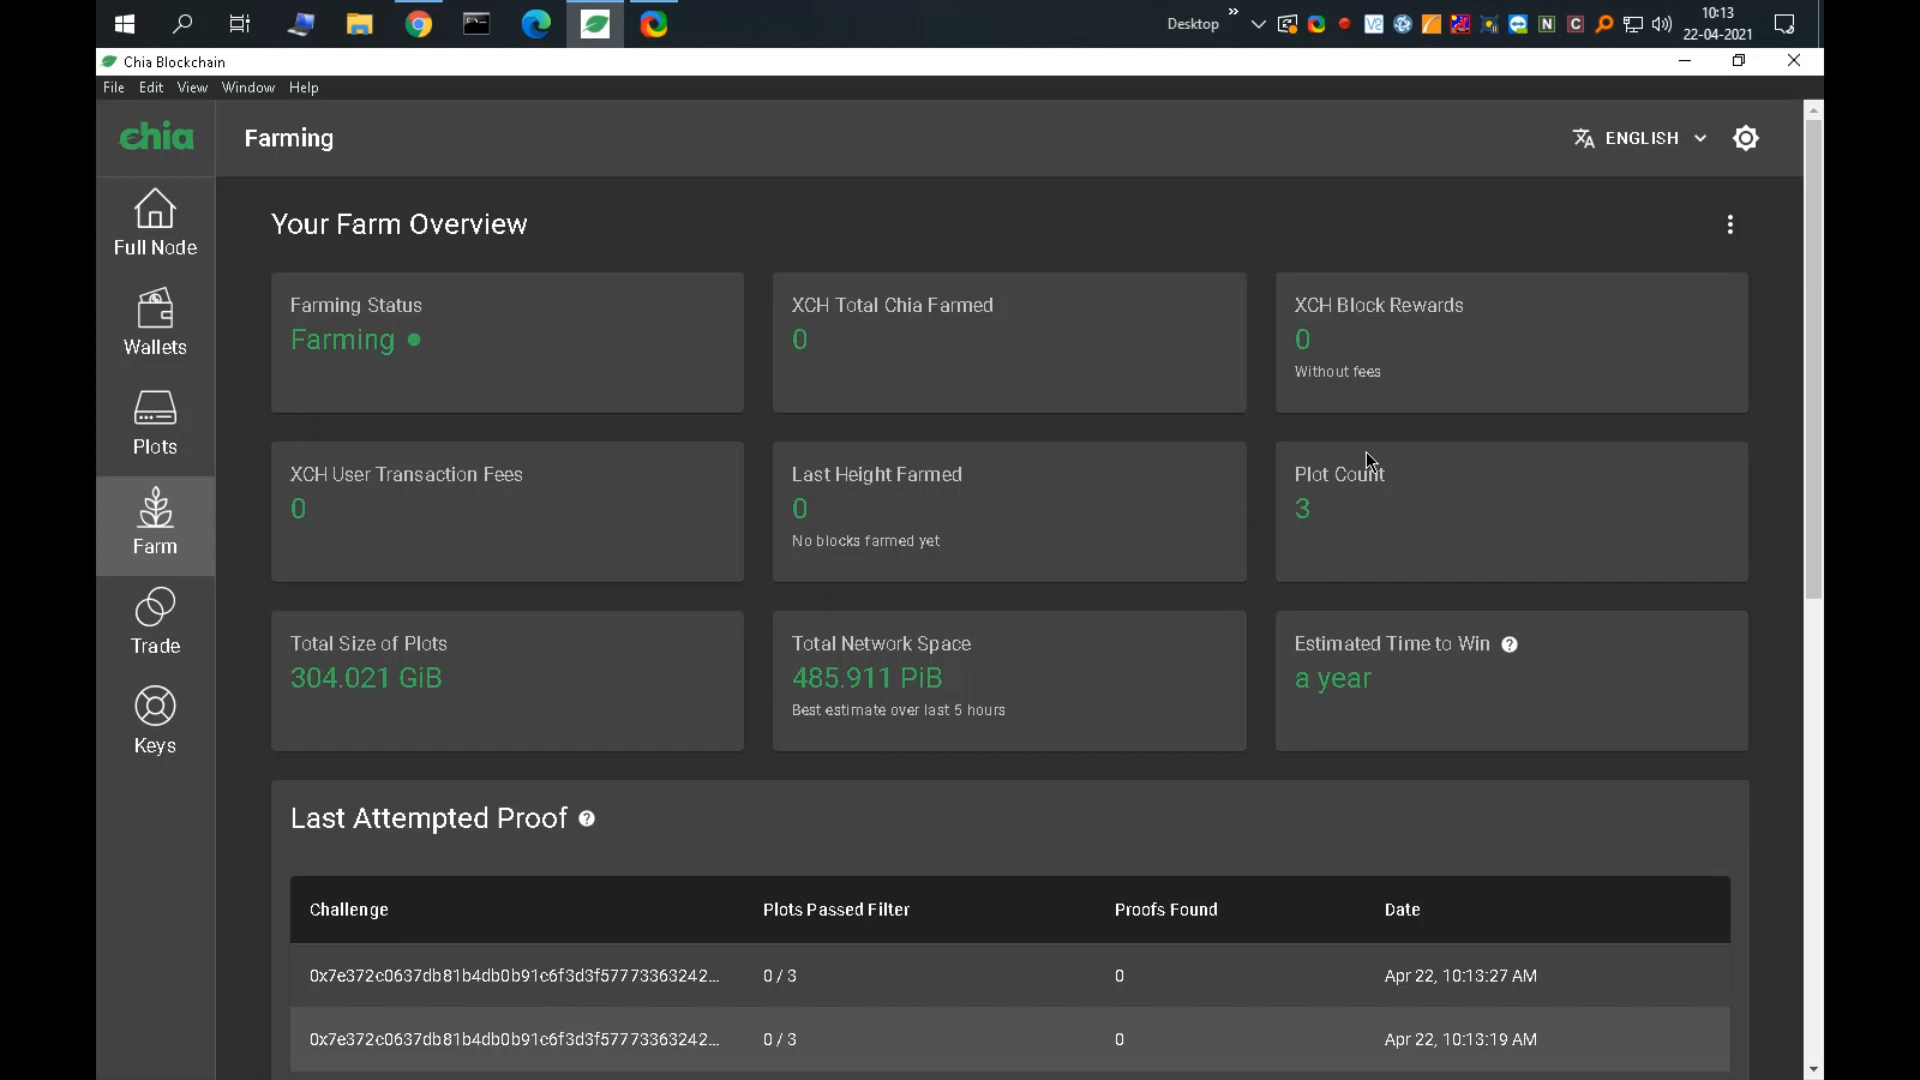 Desktop
10:13
22-04-2021
Chia Blockchain
File Edit View Window Help
chia
Farming
ENGLISH
Full Node
Wallets
Plots
Farm
Trade
Keys
Your Farm Overview
Farming Status
Farming
XCH Total Chia Farmed
0
XCH Block Rewards
0
Without fees
XCH User Transaction Fees
0
Last Height Farmed
0
No blocks farmed yet
Plot Count
3
Total Size of Plots
304.021 GiB
Total Network Space
485.911 PiB
Best estimate over last 5 hours
Estimated Time to Win
a year
Last Attempted Proof
Challenge Plots Passed Filter Proofs Found Date
0x7e372c0637db81b4db0b91c6f3d3f57773363242... 0 / 3 0 Apr 22, 10:13:27 AM
0x7e372c0637db81b4db0b91c6f3d3f57773363242... 0 / 3 0 Apr 22, 10:13:19 AM